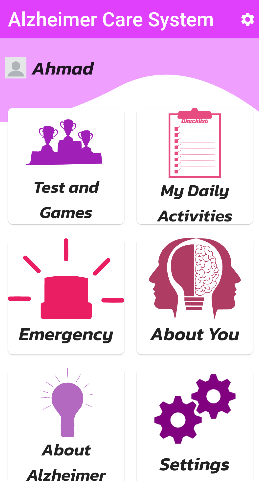 Alzheimer Care System
Ahmad
Test and
Games
Checklist
My Daily
Activities
Emergency
About You
About
Alzheimer
Settings